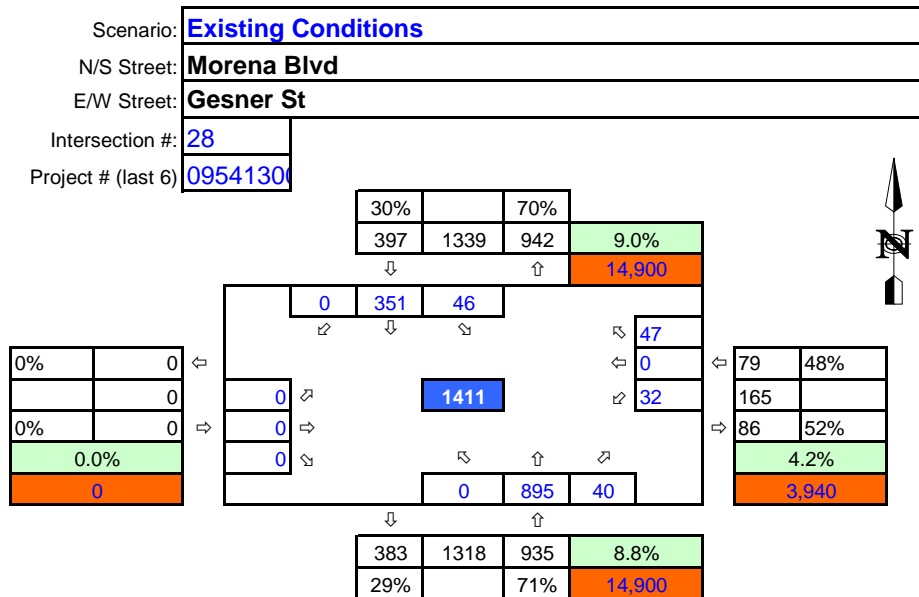 Scenario: Existing Conditions
N/S Street: Morena Blvd
E/W Street: Gesner St
Intersection #: 28
Project # (last 6) 09541300
N
30% 70%
397 1339 942 9.0%
⇩ ⇧ 14,900
0 351 46
⬃ ⇩ ⬂
⬁ 47
0% 0 ⇦ ⇦ 0 ⇦ 79 48%
0 0 ⬀ 1411 ⬃ 32 165
0% 0 ⇨ 0 ⇨ ⇨ 86 52%
0.0% 0 ⬂ ⬁ ⇧ ⬀ 4.2%
0 0 895 40 3,940
⇩ ⇧
383 1318 935 8.8%
29% 71% 14,900